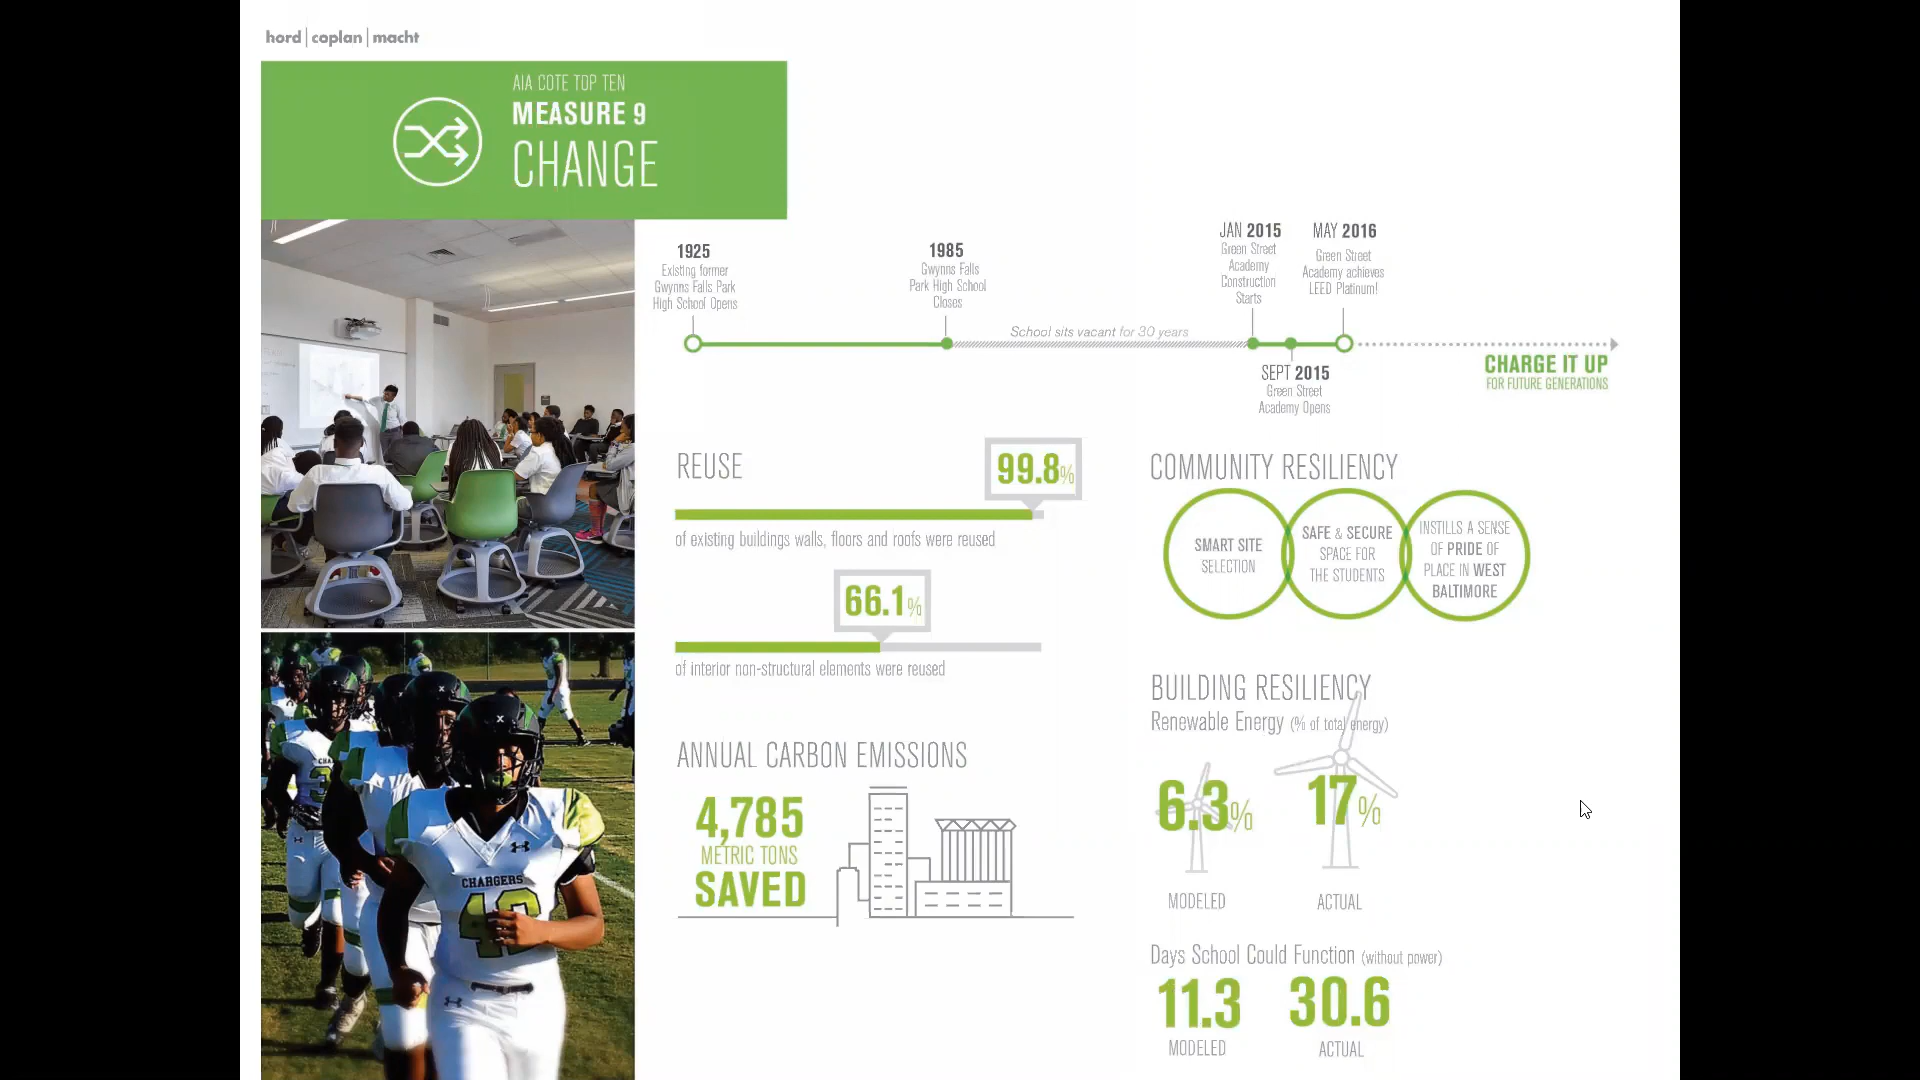 hord|coplan|macht
AIA COTE TOP TEN
MEASURE 9
CHANGE
1925
Existing former
Gwynns Falls Park
High School Opens
1985
Gwynns Falls
Park High School
Closes
School sits vacant for 30 years
JAN 2015
Green Street
Academy
Construction
Starts
MAY 2016
Green Street
Academy achieves
LEED Platinum!
SEPT 2015
Green Street
Academy Opens
CHARGE IT UP
FOR FUTURE GENERATIONS
REUSE
99.8%
of existing buildings walls, floors and roofs were reused
66.1%
of interior non-structural elements were reused
ANNUAL CARBON EMISSIONS
4,785
METRIC TONS
SAVED
COMMUNITY RESILIENCY
SMART SITE
SELECTION
SAFE & SECURE
SPACE FOR
THE STUDENTS
INSTILLS A SENSE
OF PRIDE OF
PLACE IN WEST
BALTIMORE
BUILDING RESILIENCY
Renewable Energy (% of total energy)
6.3%
MODELED
17%
ACTUAL
Days School Could Function (without power)
11.3
MODELED
30.6
ACTUAL
CHARGERS
42